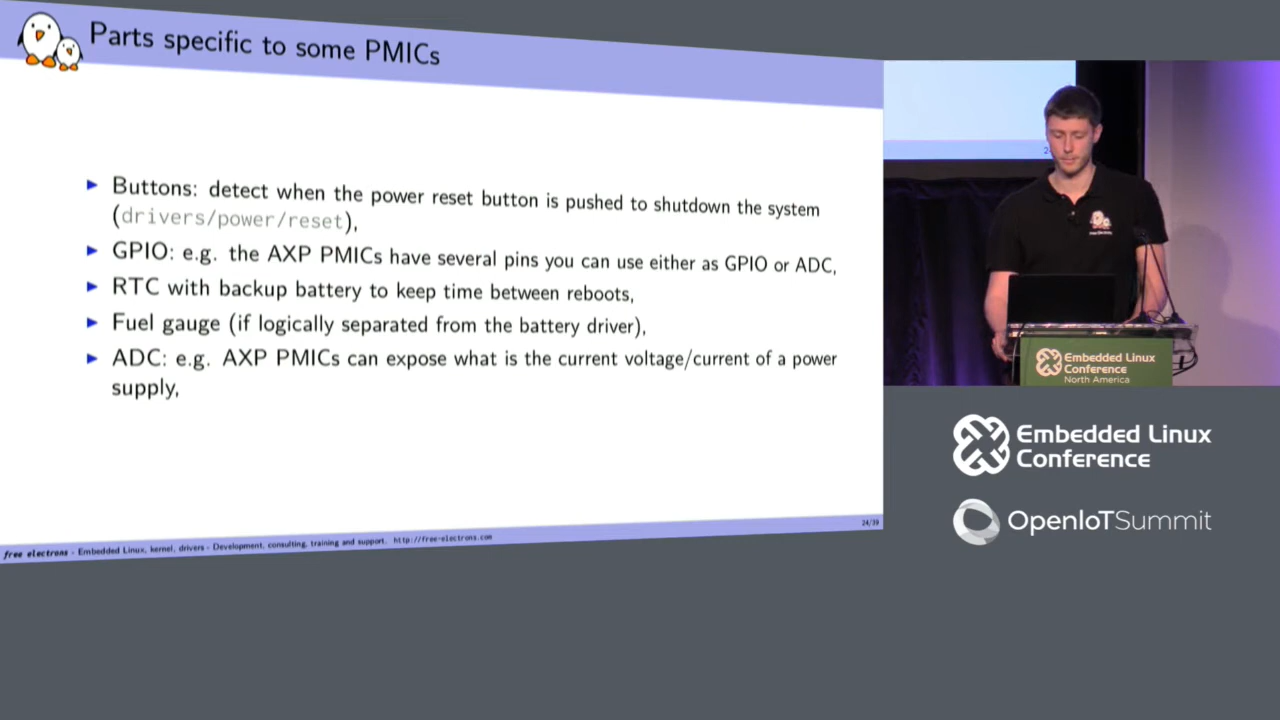 Parts specific to some PMICs
Buttons: detect when the power reset button is pushed to shutdown the system
(drivers/power/reset),
GPIO: e.g. the AXP PMICs have several pins you can use either as GPIO or ADC,
RTC with backup battery to keep time between reboots,
Fuel gauge (if logically separated from the battery driver),
ADC: e.g. AXP PMICs can expose what is the current voltage/current of a power
supply,
24/39
free electrons - Embedded Linux, kernel, drivers - Development, consulting, training and support. http://free-electrons.com
Embedded Linux
Conference
North America
Embedded Linux
Conference
OpenIoTSummit